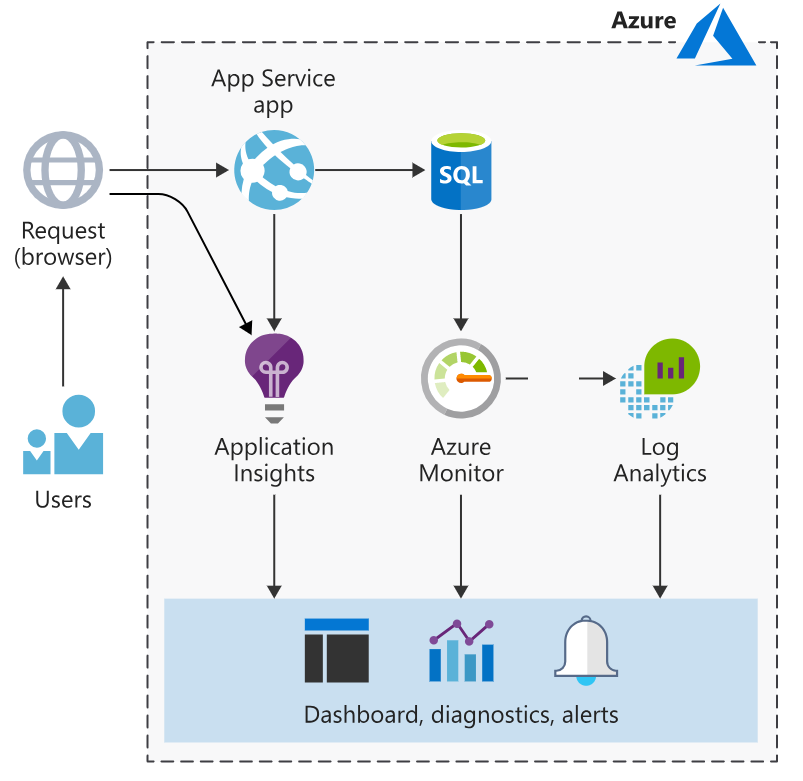 Azure
App Service
app
SQL
Request
(browser)
Application
Insights
Azure
Monitor
Log
Analytics
Users
Dashboard, diagnostics, alerts